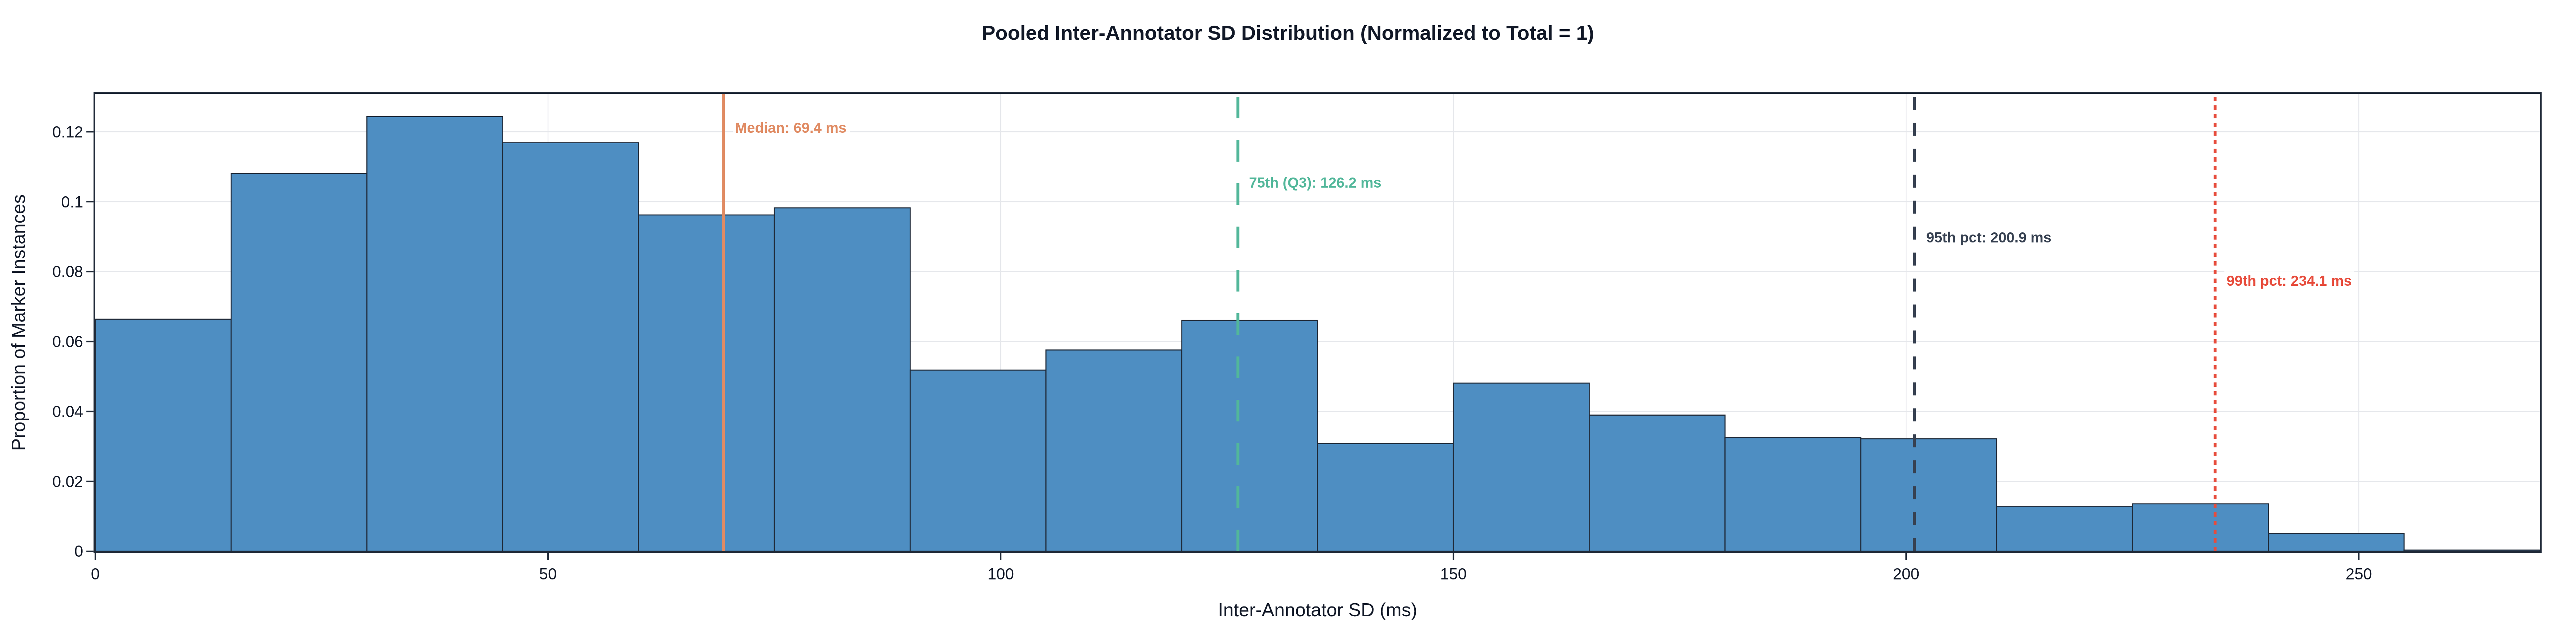 Pooled Inter-Annotator SD Distribution (Normalized to Total = 1)
Median: 69.4 ms
75th (Q3): 126.2 ms
95th pct: 200.9 ms
99th pct: 234.1 ms
Proportion of Marker Instances
0.12
0.1
0.08
0.06
0.04
0.02
0
0 50 100 150 200 250
Inter-Annotator SD (ms)